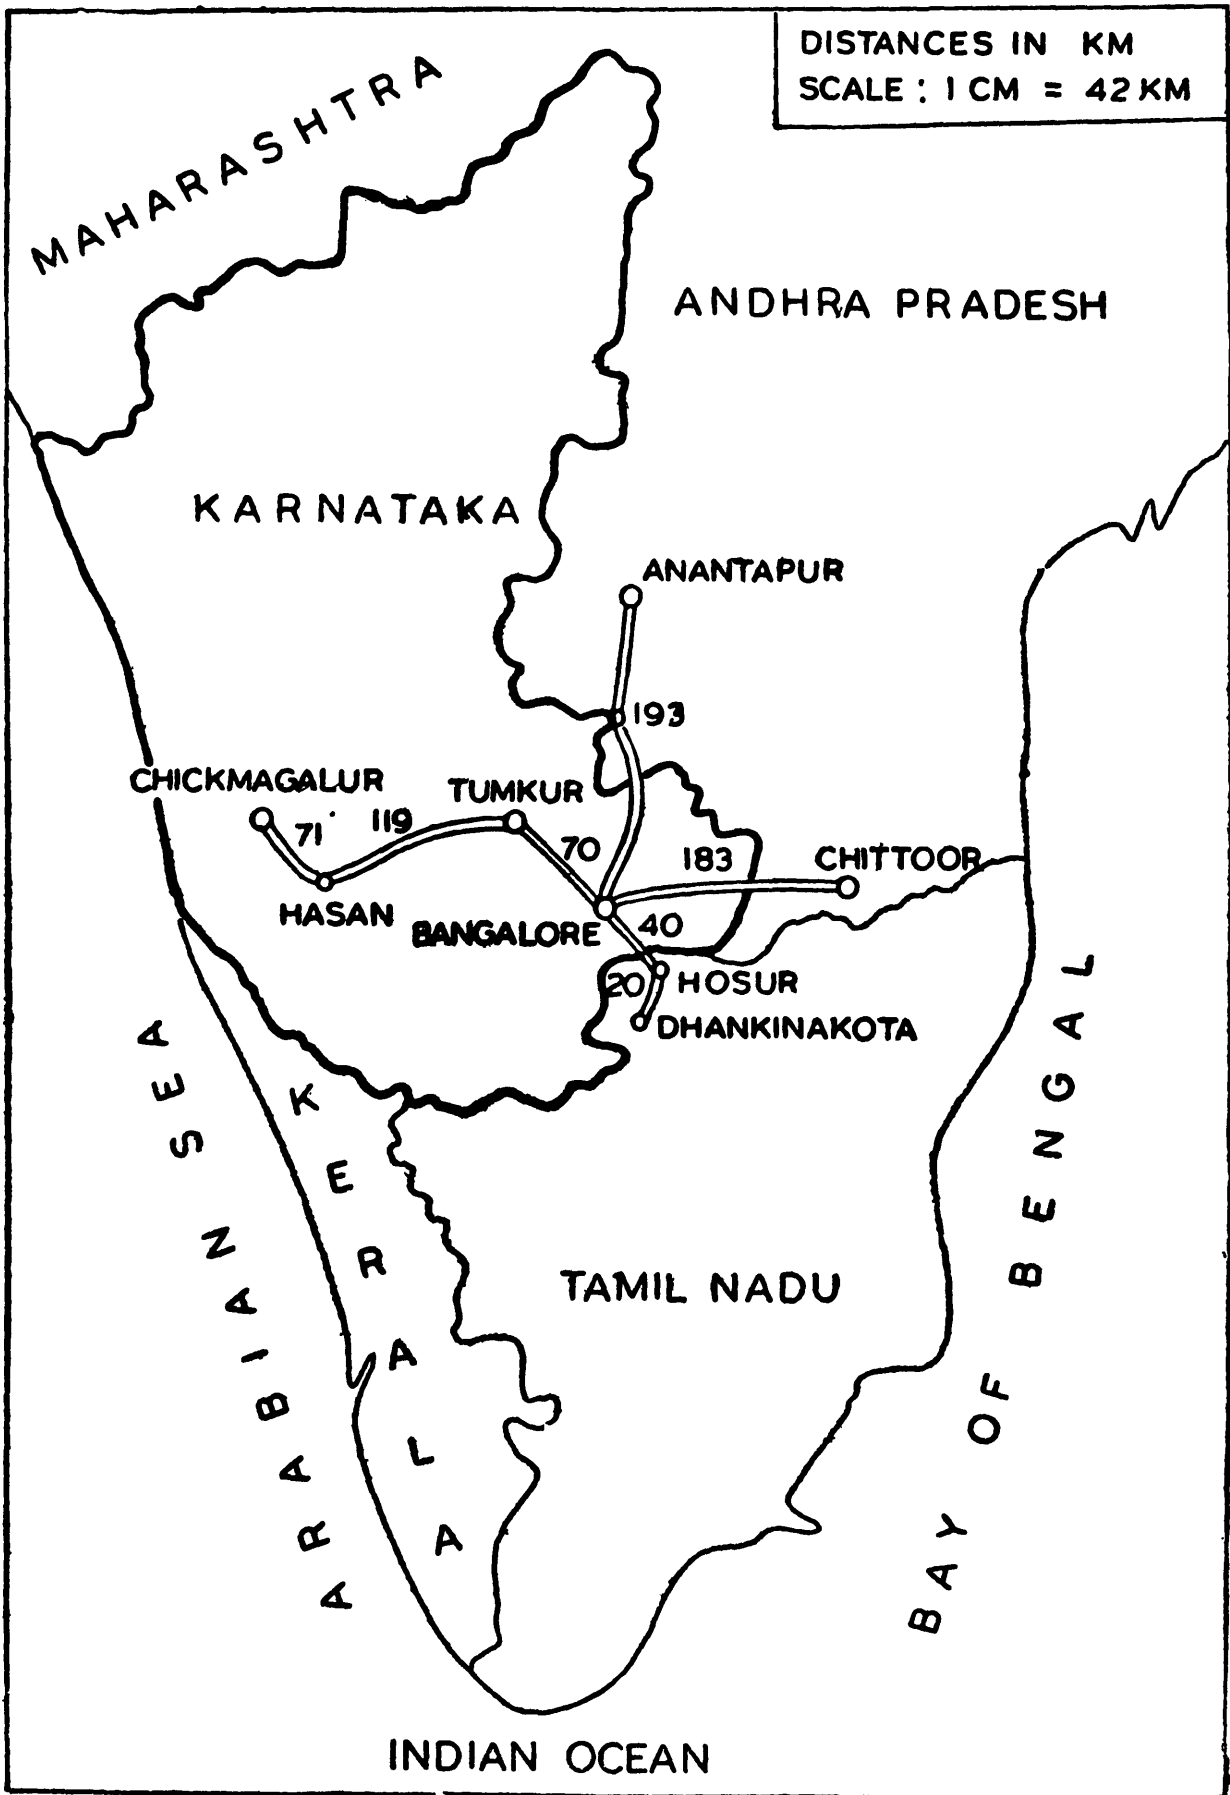 DISTANCES IN KM
SCALE : 1 CM = 42 KM
MAHARASHTRA
ANDHRA PRADESH
KARNATAKA
ANANTAPUR
193
CHICKMAGALUR
TUMKUR
71
119
70
183
CHITTOOR
HASAN
BANGALORE
40
20
HOSUR
DHANKINAKOTA
KERALA
TAMIL NADU
ARABIAN SEA
BAY OF BENGAL
INDIAN OCEAN